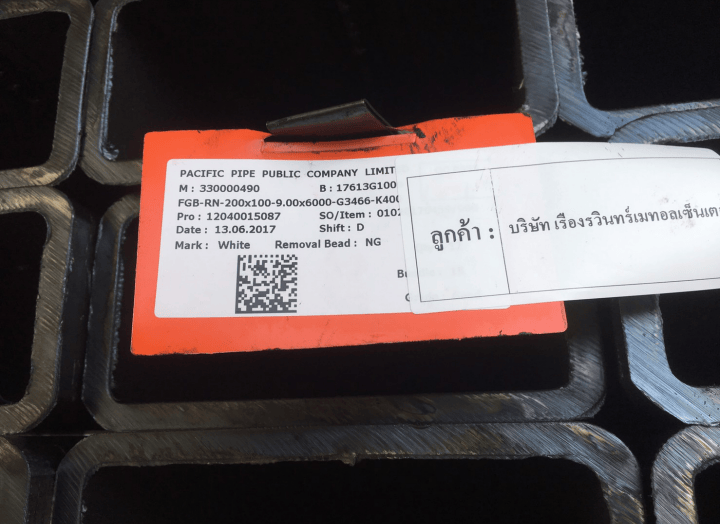 PACIFIC PIPE PUBLIC COMPANY
M : 330000490 B : 17613G100
FGB-RN-200x100-9.00x6000-G3466-K400
Pro : 12040015087 SO/Item : 0102
Date : 13.06.2017 Shift : D
Mark : White Removal Bead : NG
ลูกค้า :
บริษัท เรืองรวินทร์เมทอลเซ็นเตอ